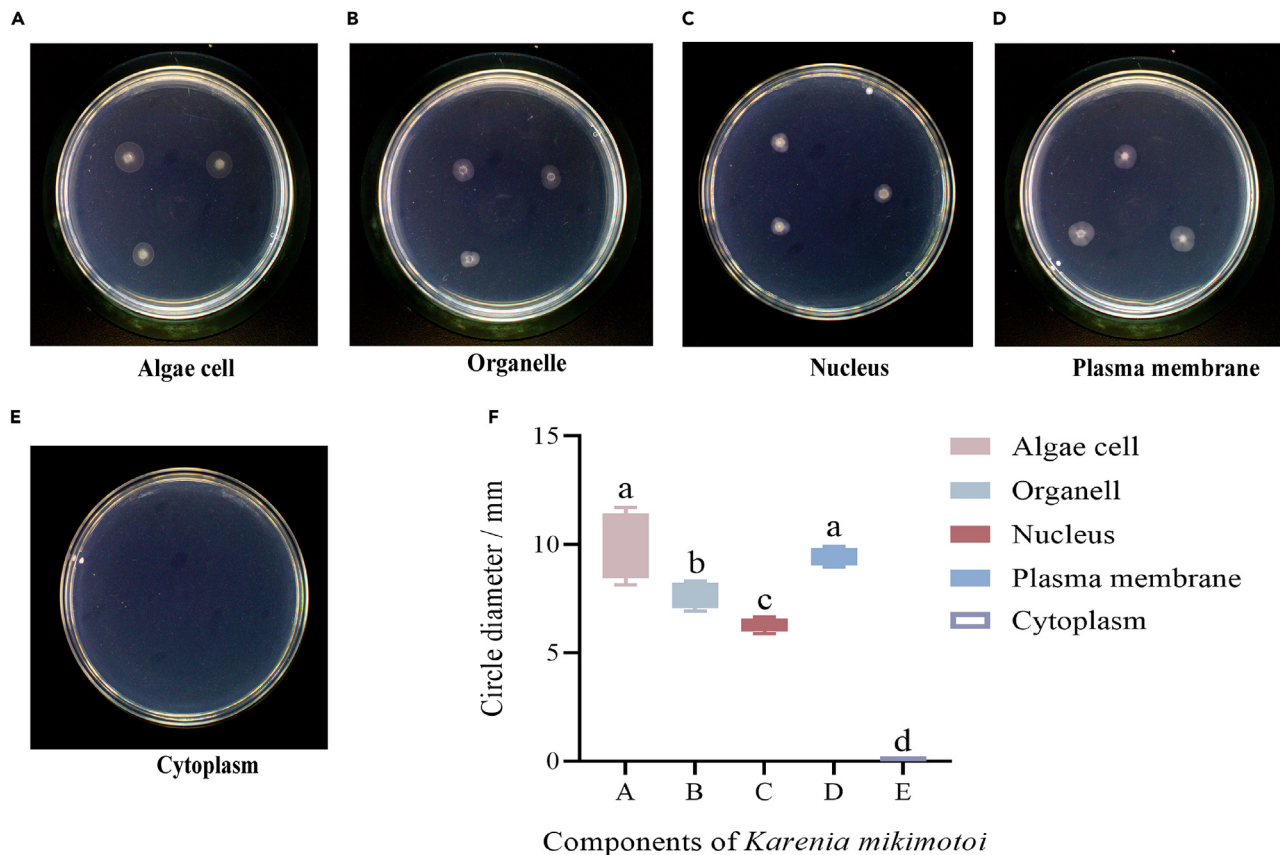 A
B
C
D
Algae cell
Organelle
Nucleus
Plasma membrane
E
F
Cytoplasm
15
10
5
0
Circle diameter / mm
a
b
c
a
d
A
B
C
D
E
Components of Karenia mikimotoi
Algae cell
Organell
Nucleus
Plasma membrane
Cytoplasm